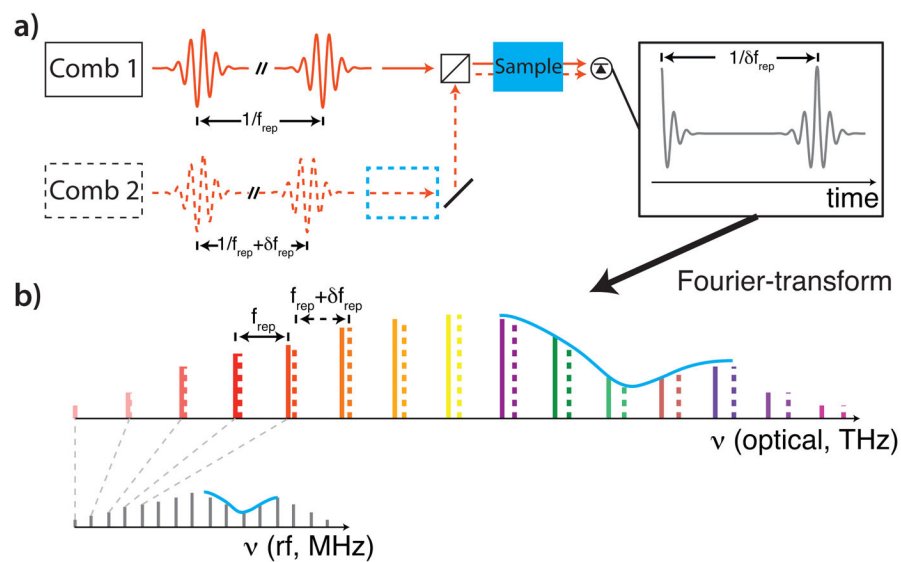 a)
Comb 1
1/f_rep
Sample
1/δf_rep
time
Comb 2
1/f_rep+δf_rep
Fourier-transform
b)
f_rep+δf_rep
f_rep
ν (optical, THz)
ν (rf, MHz)